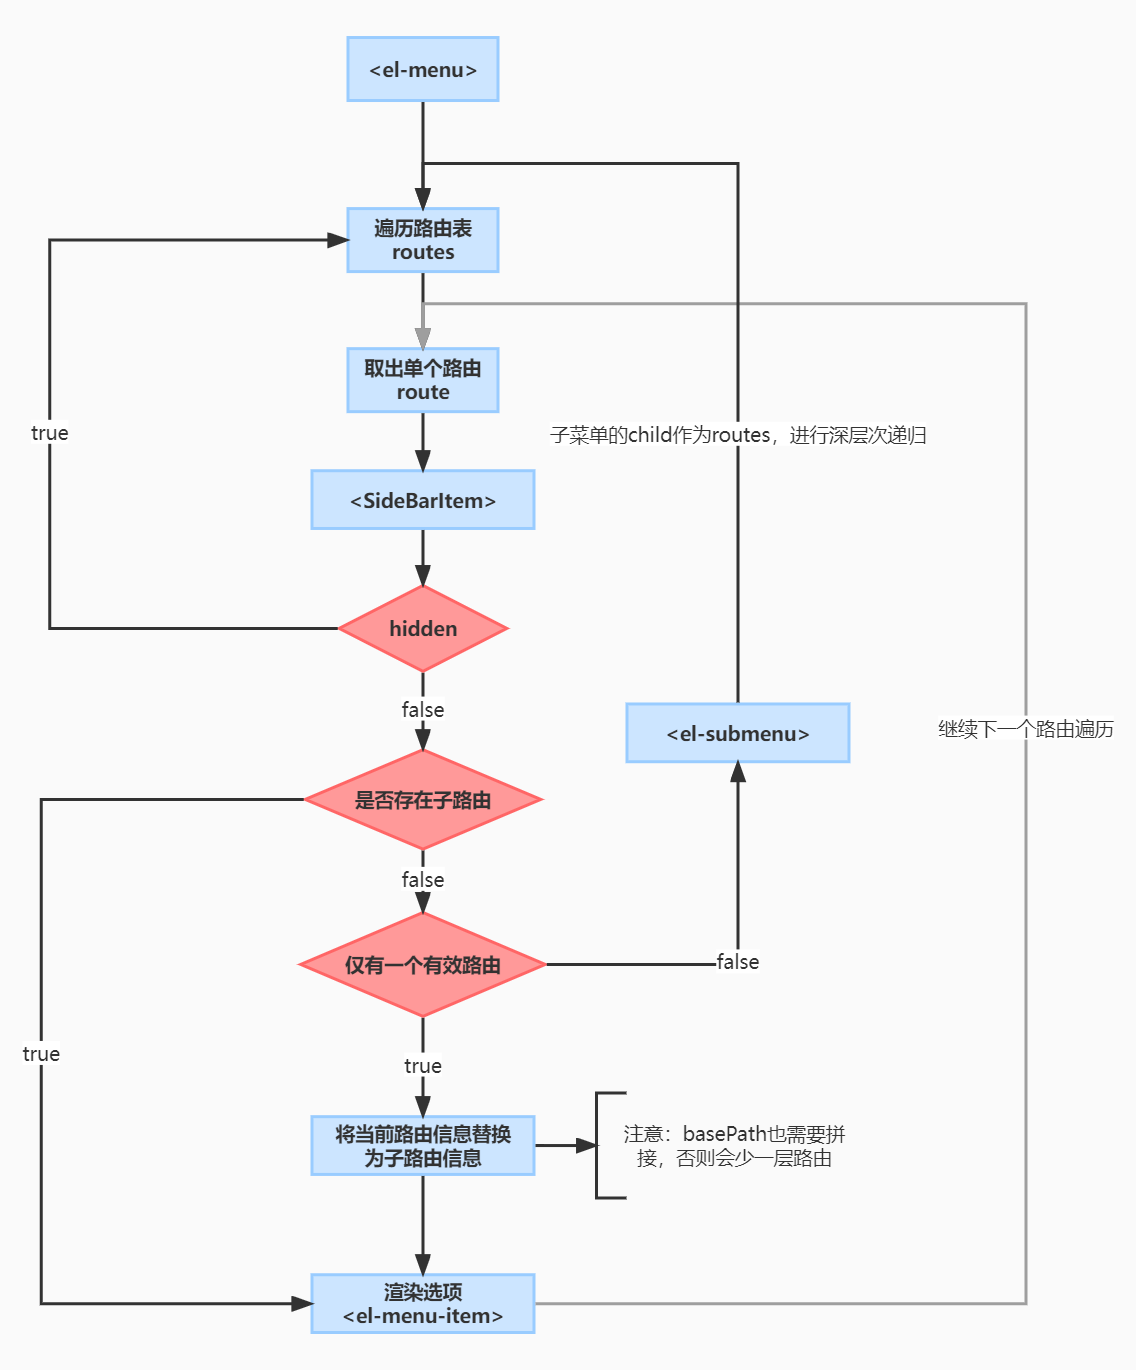 <el-menu>
遍历路由表
routes
取出单个路由
route
true
子菜单的child作为routes，进行深层次递归
<SideBarItem>
hidden
false
<el-submenu>
继续下一个路由遍历
是否存在子路由
false
仅有一个有效路由
false
true
true
将当前路由信息替换
为子路由信息
注意：basePath也需要拼
接，否则会少一层路由
渲染选项
<el-menu-item>